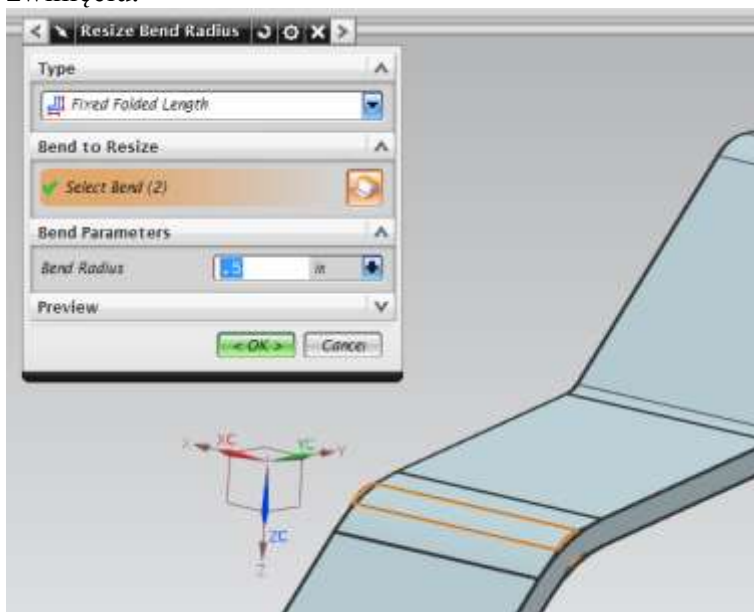 Resize Bend Radius
Type
Fixed Folded Length
Bend to Resize
Select Bend (2)
Bend Parameters
Bend Radius .5 in
Preview
< OK > Cancel
X XC YC Y
ZC
Z